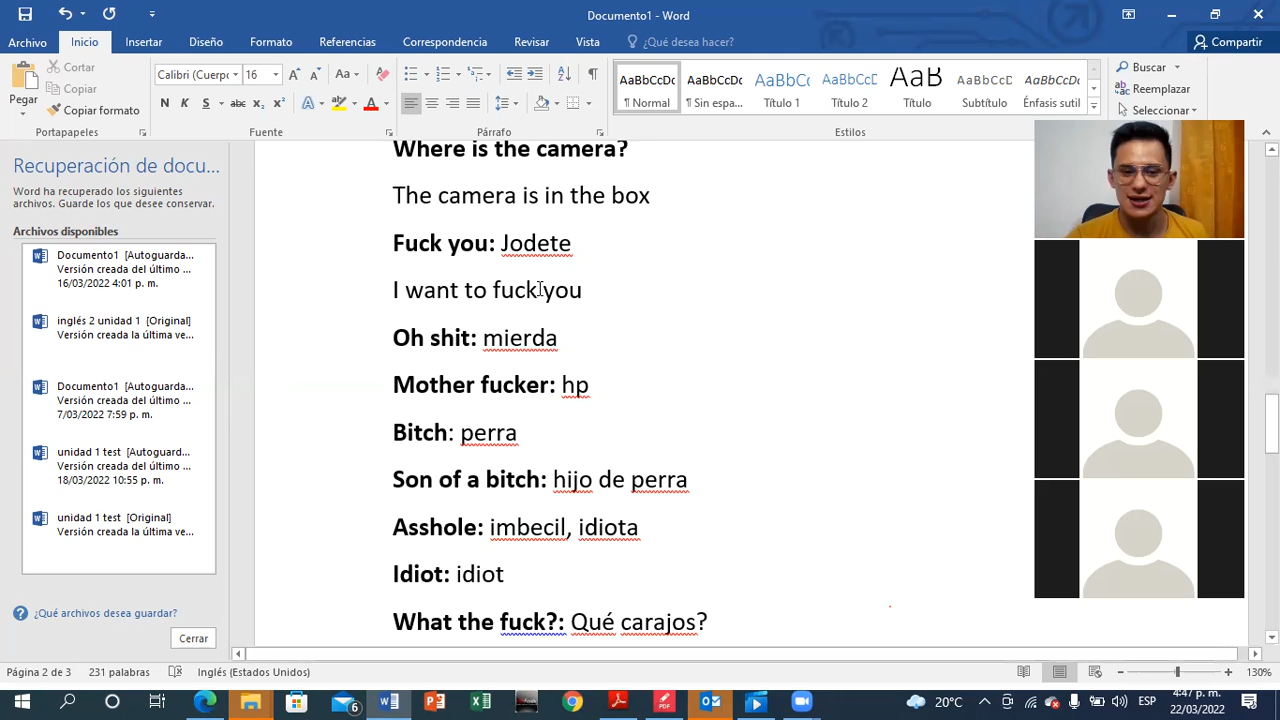 Documento1 - Word
Archivo Inicio Insertar Diseño Formato Referencias Correspondencia Revisar Vista ¿Qué desea hacer? Compartir
Pegar
Cortar
Copiar
Copiar formato
Portapapeles
Calibri (Cuerpo 16
Fuente
Párrafo
AaBbCcDc AaBbCcDc AaBbC AaBbCcD AaB AaBbCcD AaBbCcDc
¶ Normal ¶ Sin espa... Título 1 Título 2 Título Subtítulo Énfasis sutil
Estilos
Buscar
Reemplazar
Seleccionar
Recuperación de docu...
Word ha recuperado los siguientes
archivos. Guarde los que desee conservar.
Archivos disponibles
Documento1 [Autoguarda...
Versión creada del último ...
16/03/2022 4:01 p. m.
inglés 2 unidad 1 [Original]
Versión creada la última ve...
Documento1 [Autoguarda...
Versión creada del último ...
7/03/2022 7:59 p. m.
unidad 1 test [Autoguard...
Versión creada del último ...
18/03/2022 10:55 p. m.
unidad 1 test [Original]
Versión creada la última ve...
¿Qué archivos desea guardar?
Cerrar
Where is the camera?
The camera is in the box
Fuck you: Jodete
I want to fuck you
Oh shit: mierda
Mother fucker: hp
Bitch: perra
Son of a bitch: hijo de perra
Asshole: imbecil, idiota
Idiot: idiot
What the fuck?: Qué carajos?
Página 2 de 3 231 palabras Inglés (Estados Unidos) 130%
6 20°C ESP 4:47 p. m.
22/03/2022